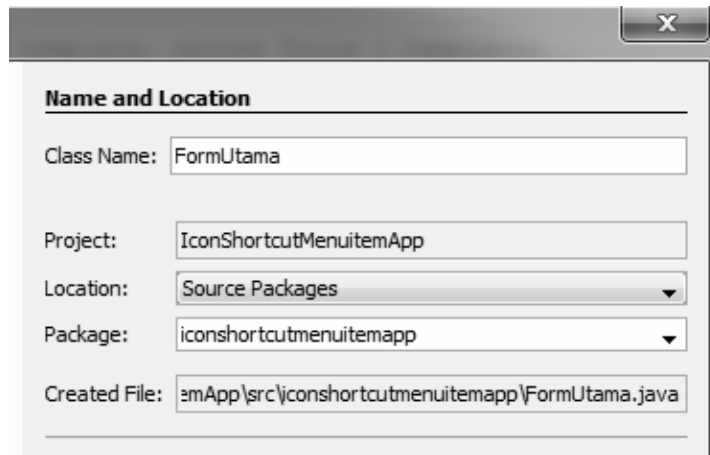 Name and Location
Class Name: FormUtama
Project: IconShortcutMenuitemApp
Location: Source Packages
Package: iconshortcutmenuitemapp
Created File: emApp\src\iconshortcutmenuitemapp\FormUtama.java